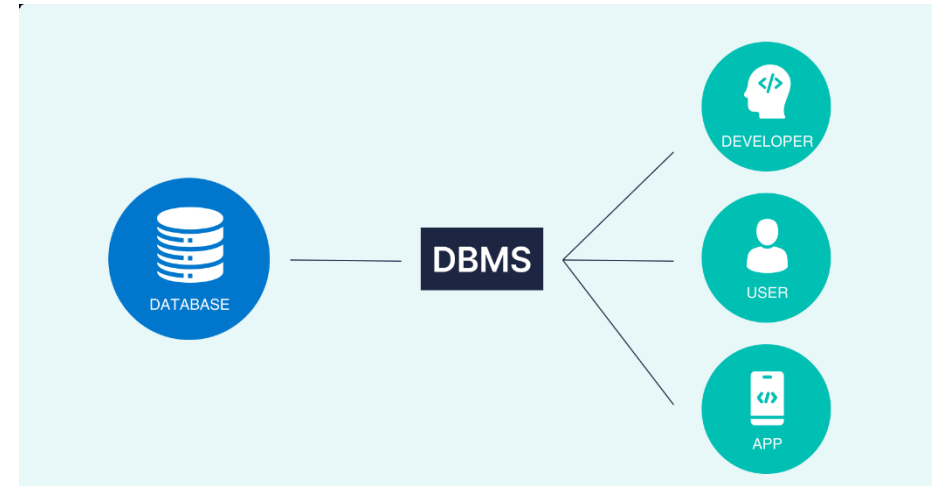 DATABASE
DBMS
</>
DEVELOPER
USER
</>
APP